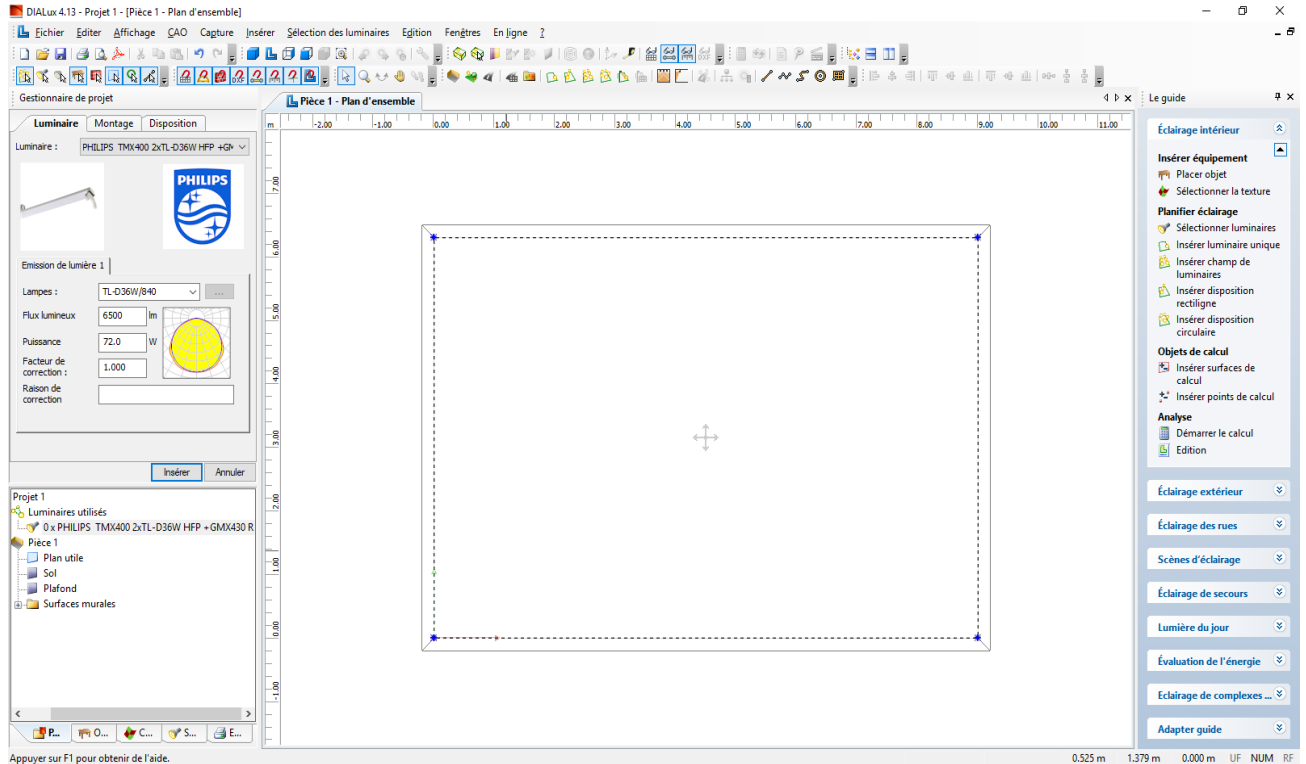 DIALux 4.13 - Projet 1 - [Pièce 1 - Plan d'ensemble]
Fichier Editer Affichage CAO Capture Insérer Sélection des luminaires Edition Fenêtres En ligne ?
Gestionnaire de projet
Luminaire Montage Disposition
Luminaire : PHILIPS TMX400 2xTL-D36W HFP +GM
PHILIPS
Emission de lumière 1
Lampes : TL-D36W/840 ...
Flux lumineux 6500 lm
Puissance 72.0 W
Facteur de
correction : 1.000
Raison de
correction
Insérer Annuler
Projet 1
Luminaires utilisés
0 x PHILIPS TMX400 2xTL-D36W HFP +GMX430 R
Pièce 1
Plan utile
Sol
Plafond
Surfaces murales
P... O... C... S... E...
Pièce 1 - Plan d'ensemble
m -2.00 -1.00 0.00 1.00 2.00 3.00 4.00 5.00 6.00 7.00 8.00 9.00 10.00 11.00
7.00
6.00
5.00
4.00
3.00
2.00
1.00
0.00
-1.00
Le guide
Éclairage intérieur
Insérer équipement
Placer objet
Sélectionner la texture
Planifier éclairage
Sélectionner luminaires
Insérer luminaire unique
Insérer champ de
luminaires
Insérer disposition
rectiligne
Insérer disposition
circulaire
Objets de calcul
Insérer surfaces de
calcul
Insérer points de calcul
Analyse
Démarrer le calcul
Edition
Éclairage extérieur
Éclairage des rues
Scènes d'éclairage
Éclairage de secours
Lumière du jour
Évaluation de l'énergie
Eclairage de complexes ...
Adapter guide
Appuyer sur F1 pour obtenir de l'aide.
0.525 m 1.379 m 0.000 m UF NUM RF